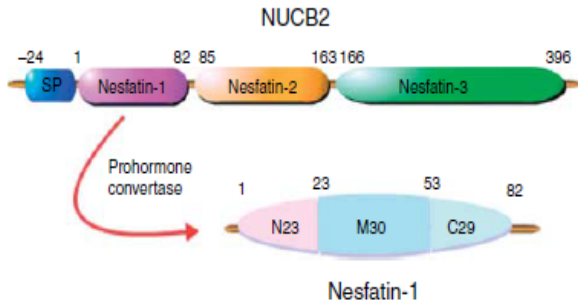 NUCB2
–24 1 82 85 163 166 396
SP Nesfatin-1 Nesfatin-2 Nesfatin-3
Prohormone
convertase
1 23 53 82
N23 M30 C29
Nesfatin-1